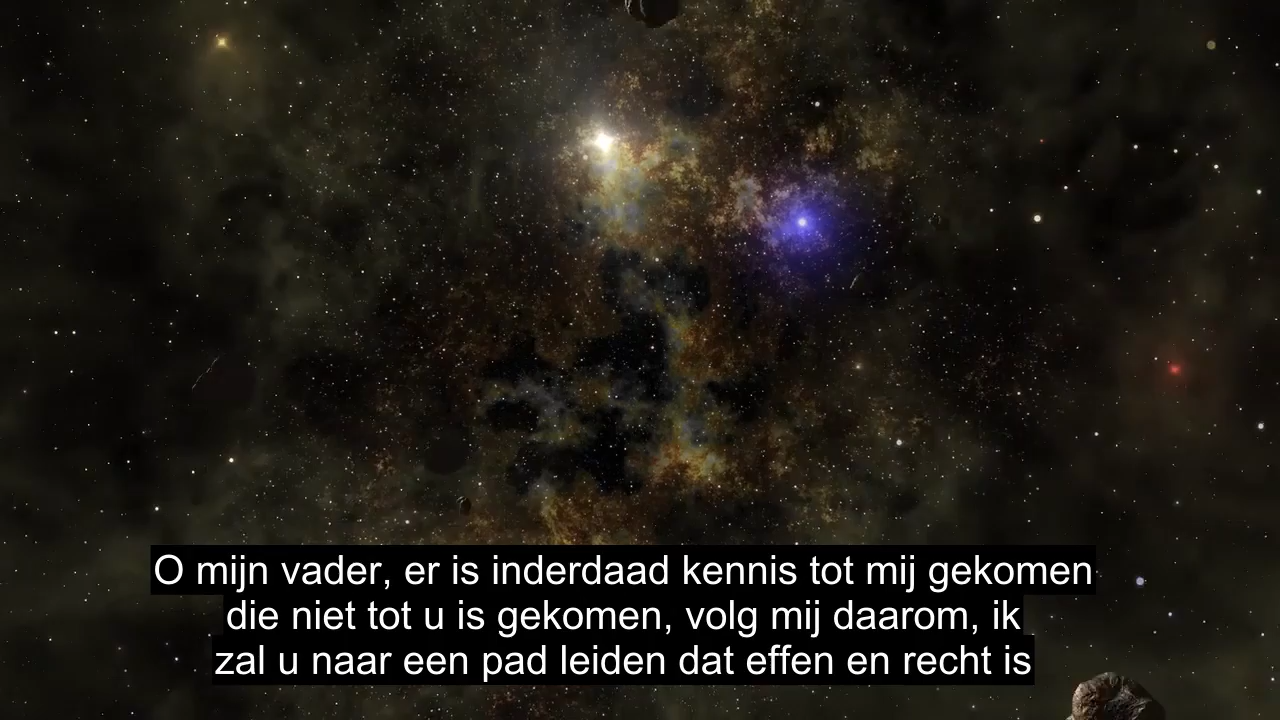 O mijn vader, er is inderdaad kennis tot mij gekomen
die niet tot u is gekomen, volg mij daarom, ik
zal u naar een pad leiden dat effen en recht is